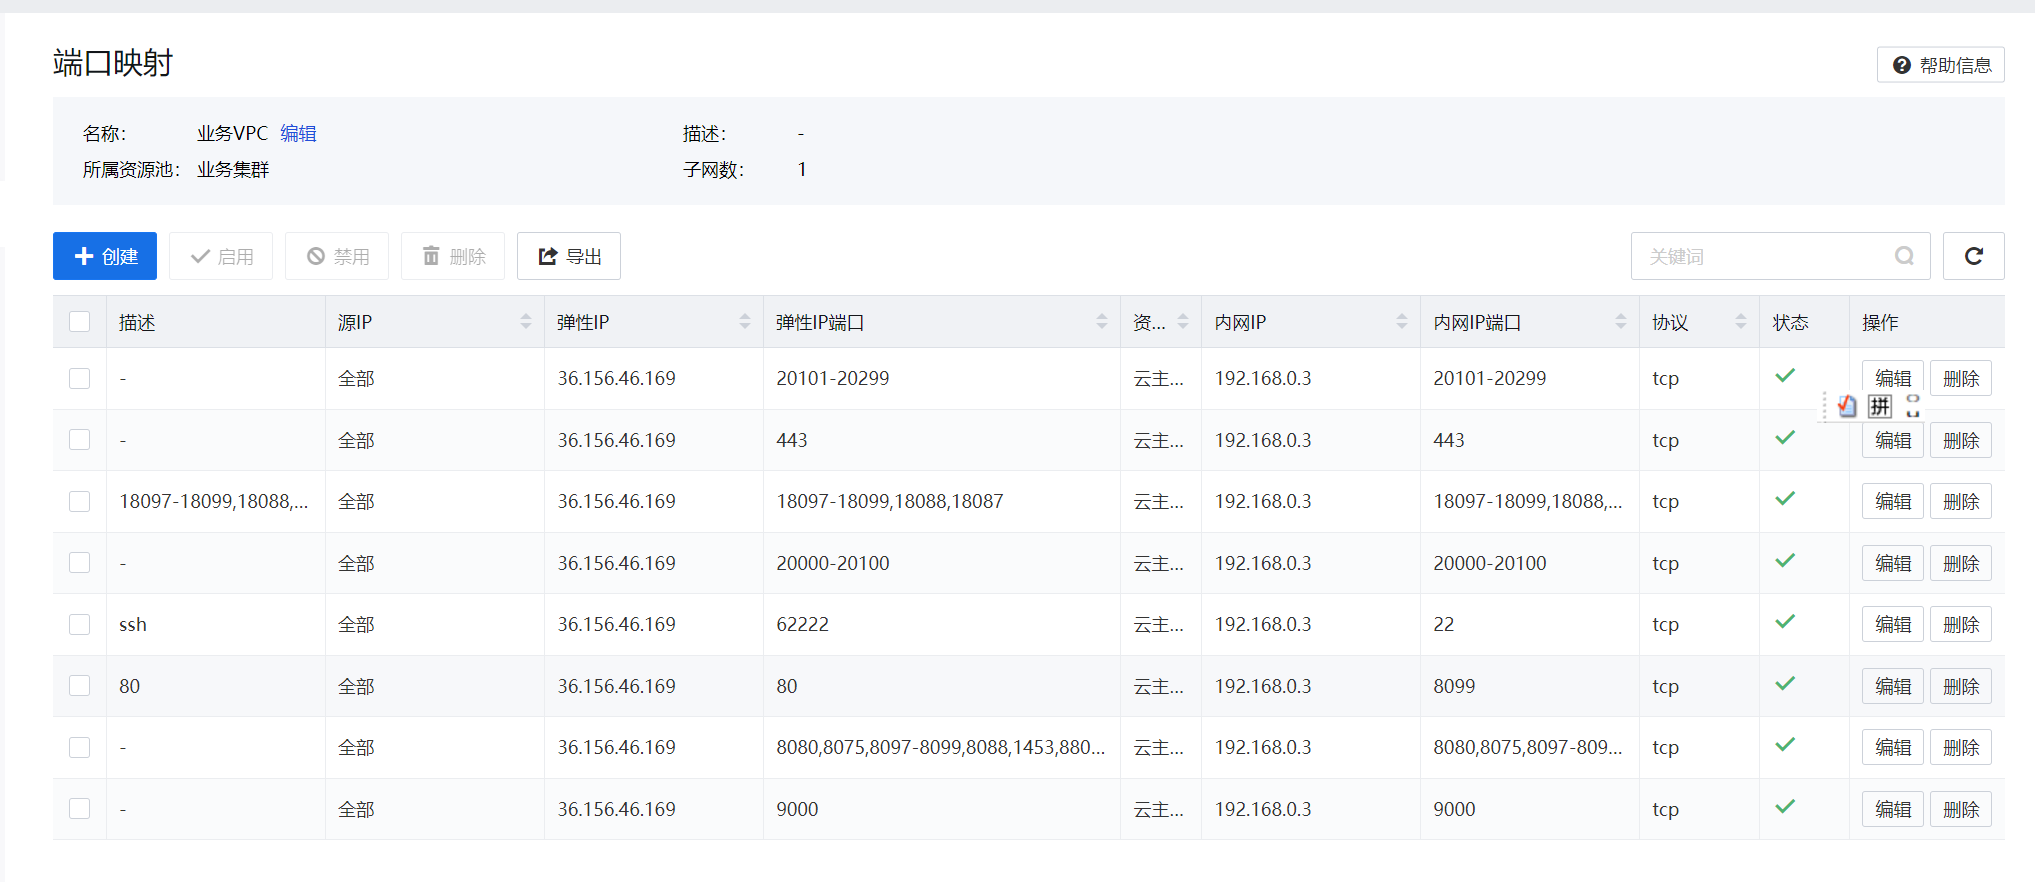 端口映射
帮助信息
名称： 业务VPC 编辑 描述： -
所属资源池： 业务集群 子网数： 1
创建 启用 禁用 删除 导出 关键词
描述 源IP 弹性IP 弹性IP端口 资... 内网IP 内网IP端口 协议 状态 操作
- 全部 36.156.46.169 20101-20299 云主... 192.168.0.3 20101-20299 tcp 编辑 删除
拼
- 全部 36.156.46.169 443 云主... 192.168.0.3 443 tcp 编辑 删除
18097-18099,18088,... 全部 36.156.46.169 18097-18099,18088,18087 云主... 192.168.0.3 18097-18099,18088,... tcp 编辑 删除
- 全部 36.156.46.169 20000-20100 云主... 192.168.0.3 20000-20100 tcp 编辑 删除
ssh 全部 36.156.46.169 62222 云主... 192.168.0.3 22 tcp 编辑 删除
80 全部 36.156.46.169 80 云主... 192.168.0.3 8099 tcp 编辑 删除
- 全部 36.156.46.169 8080,8075,8097-8099,8088,1453,880... 云主... 192.168.0.3 8080,8075,8097-809... tcp 编辑 删除
- 全部 36.156.46.169 9000 云主... 192.168.0.3 9000 tcp 编辑 删除